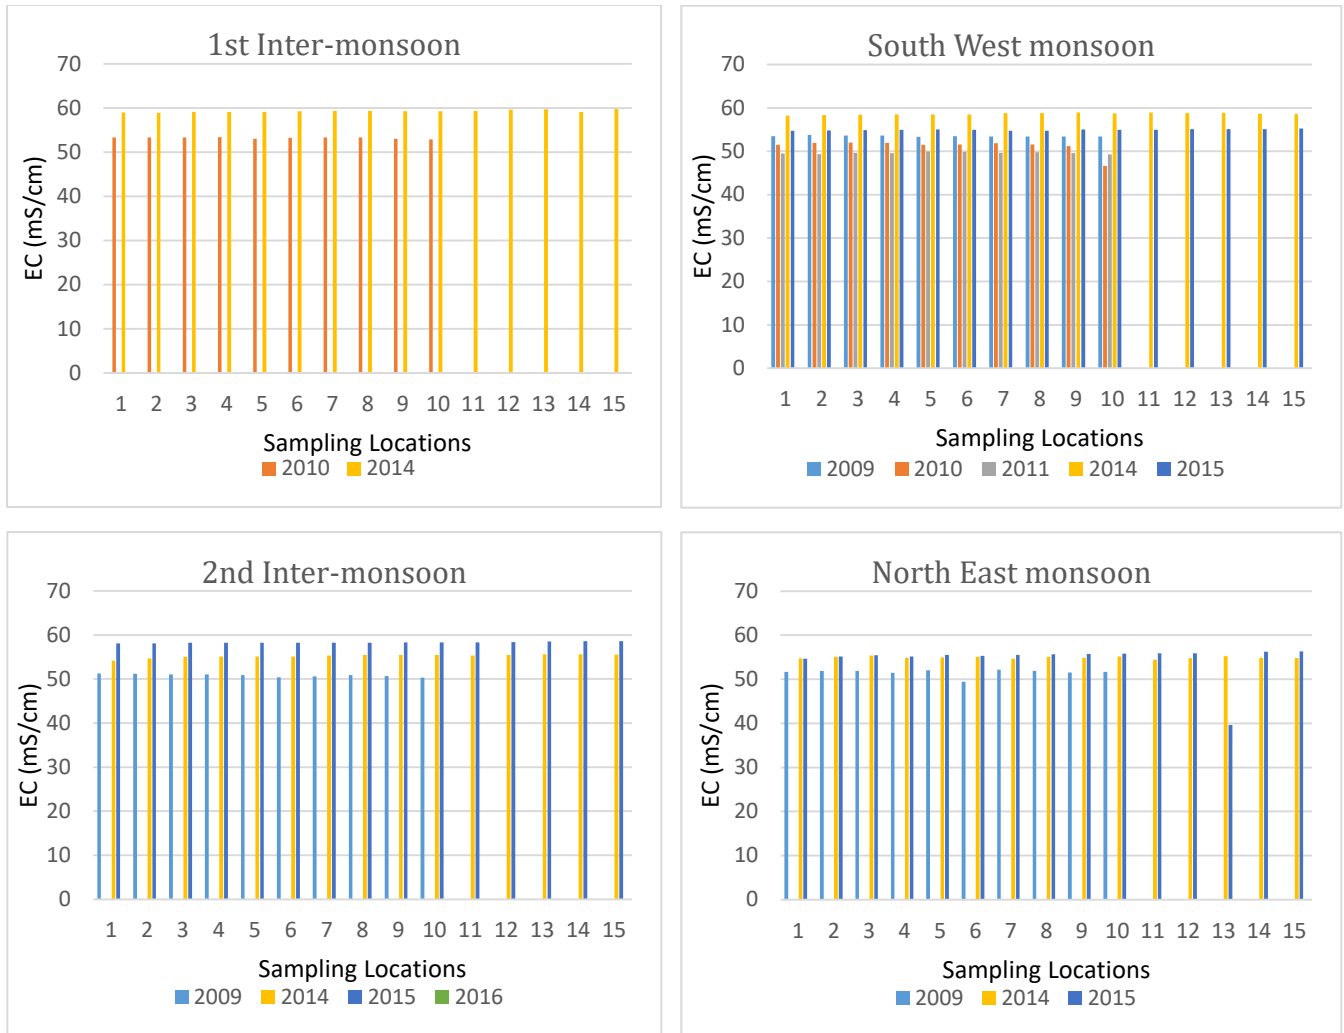 1st Inter-monsoon
70
60
50
40
30
20
10
0
EC (mS/cm)
1 2 3 4 5 6 7 8 9 10 11 12 13 14 15
Sampling Locations
2010 2014
South West monsoon
70
60
50
40
30
20
10
0
EC (mS/cm)
1 2 3 4 5 6 7 8 9 10 11 12 13 14 15
Sampling Locations
2009 2010 2011 2014 2015
2nd Inter-monsoon
70
60
50
40
30
20
10
0
EC (mS/cm)
1 2 3 4 5 6 7 8 9 10 11 12 13 14 15
Sampling Locations
2009 2014 2015 2016
North East monsoon
70
60
50
40
30
20
10
0
EC (mS/cm)
1 2 3 4 5 6 7 8 9 10 11 12 13 14 15
Sampling Locations
2009 2014 2015